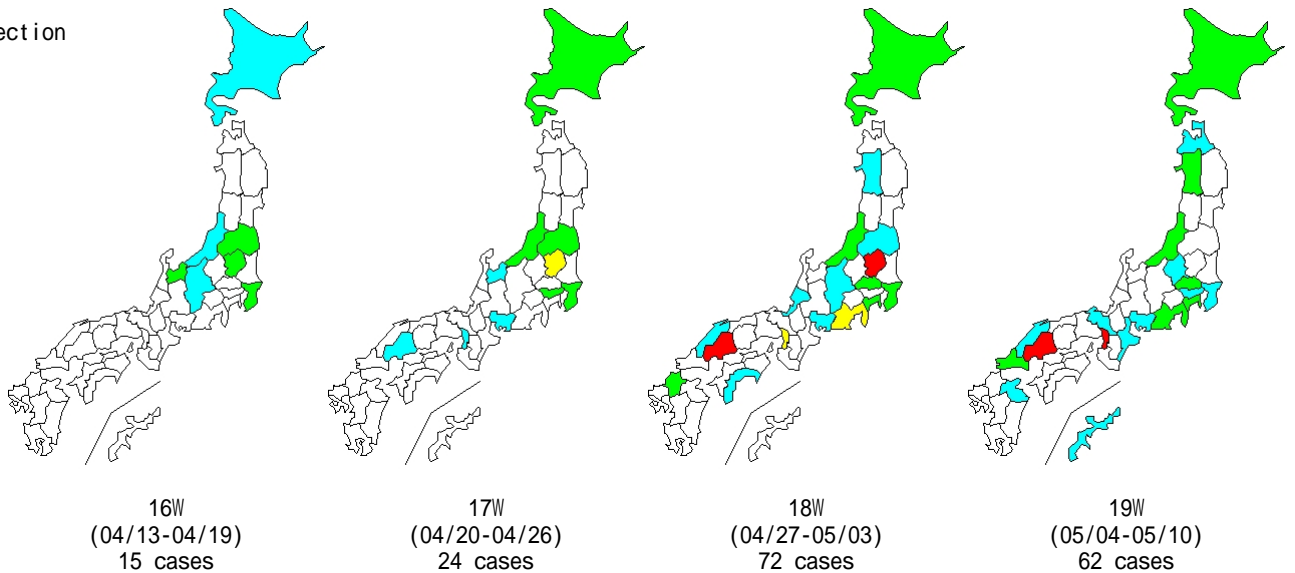 ection
16W
(04/13-04/19)
15 cases
17W
(04/20-04/26)
24 cases
18W
(04/27-05/03)
72 cases
19W
(05/04-05/10)
62 cases